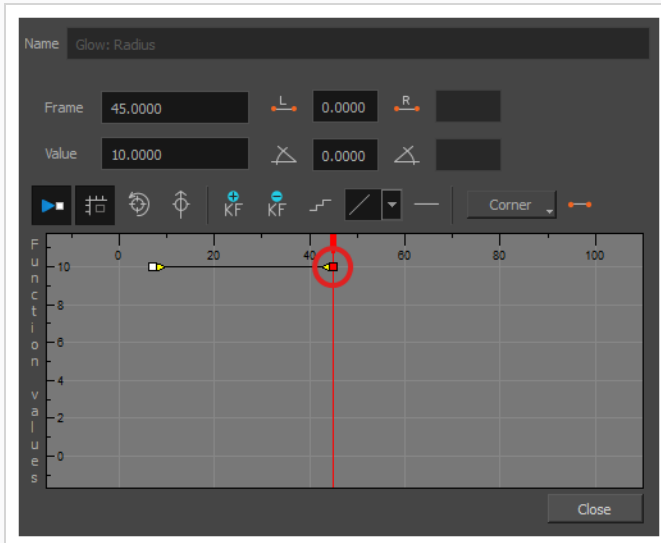 Name Glow: Radius
Frame 45.0000 L 0.0000 R
Value 10.0000 0.0000
KF KF Corner
0 20 40 60 80 100
Function values
10
8
6
4
2
0
Close